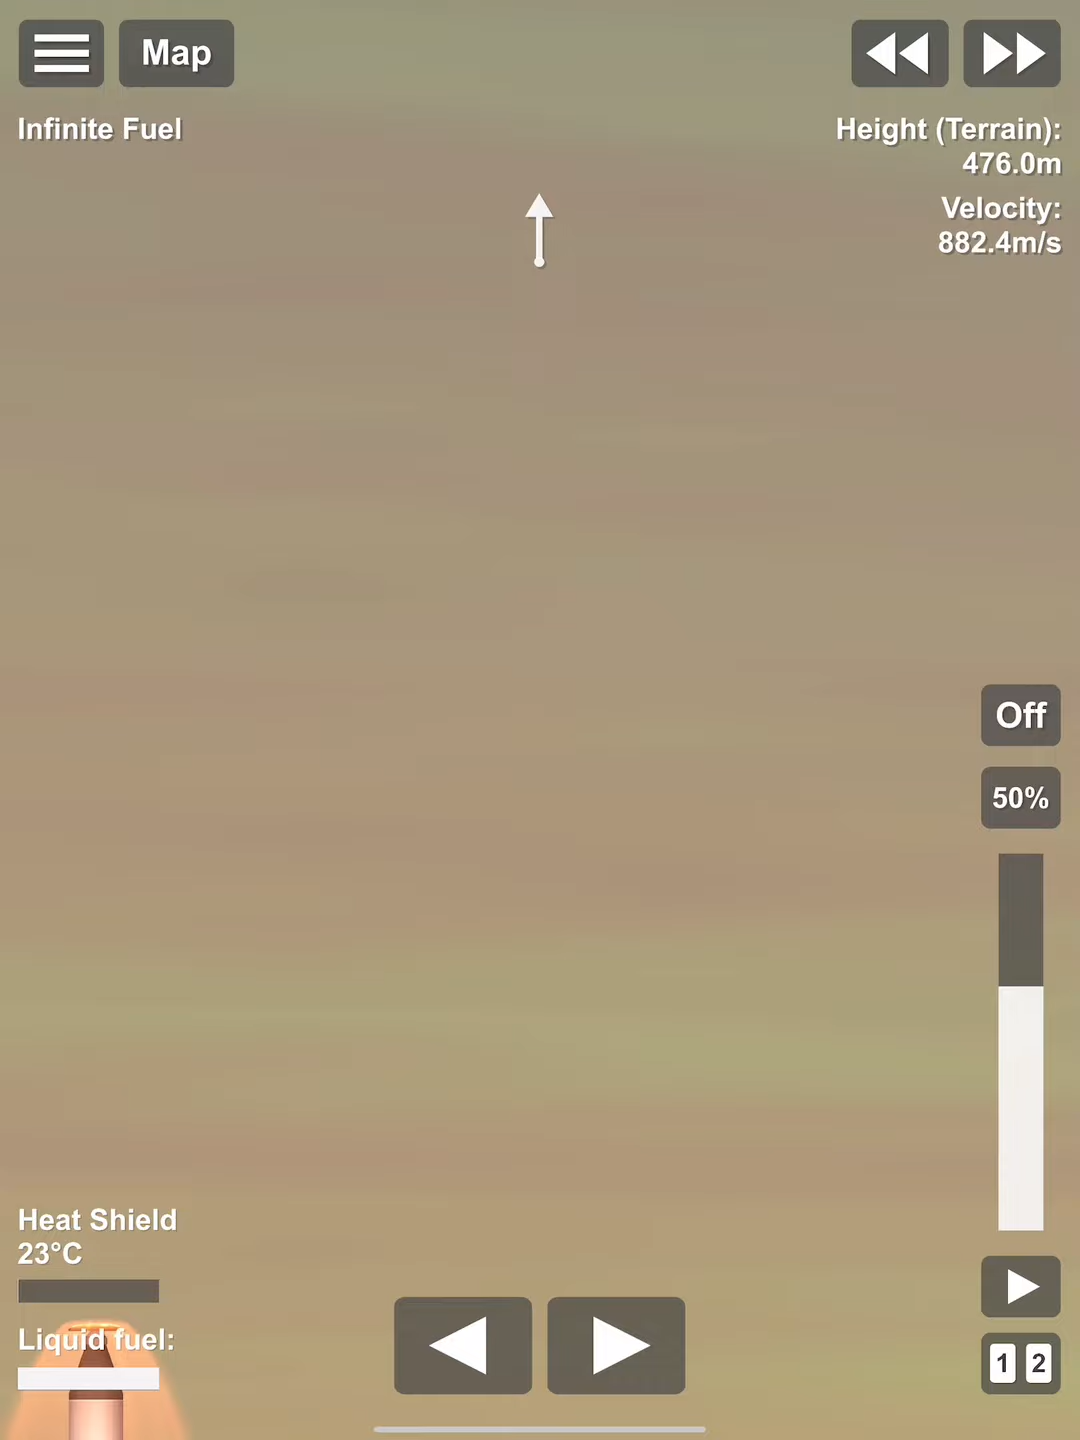 Map
Infinite Fuel
Height (Terrain):
476.0m
Velocity:
882.4m/s
Off
50%
Heat Shield
23°C
Liquid fuel:
1 2